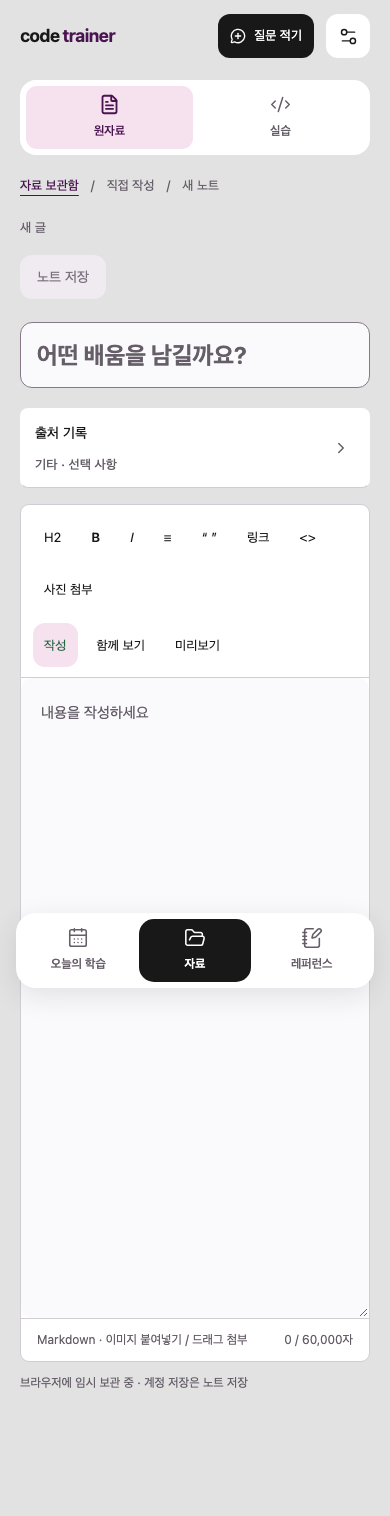 code trainer
질문 적기
원자료
실습
자료 보관함 / 직접 작성 / 새 노트
새 글
노트 저장
어떤 배움을 남길까요?
출처 기록
기타 · 선택 사항
H2 B I ≡ “ ” 링크 <>
사진 첨부
작성 함께 보기 미리보기
내용을 작성하세요
오늘의 학습
자료
레퍼런스
Markdown · 이미지 붙여넣기 / 드래그 첨부 0 / 60,000자
브라우저에 임시 보관 중 · 계정 저장은 노트 저장